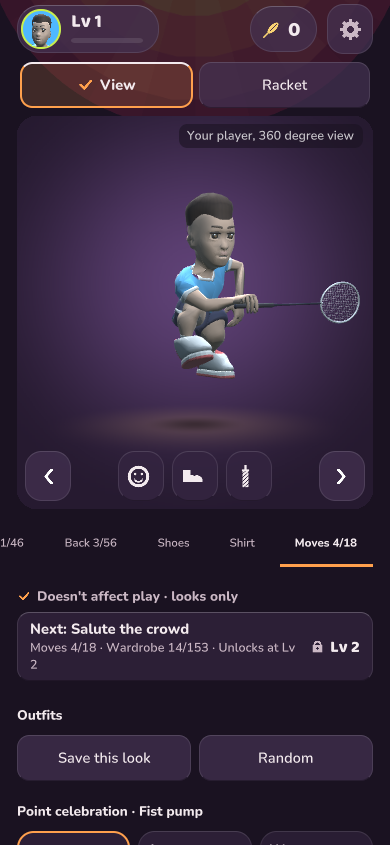 Lv 1
0
View
Racket
Your player, 360 degree view
1/46
Back 3/56
Shoes
Shirt
Moves 4/18
Doesn't affect play · looks only
Next: Salute the crowd
Moves 4/18 · Wardrobe 14/153 · Unlocks at Lv
2
Lv 2
Outfits
Save this look
Random
Point celebration · Fist pump